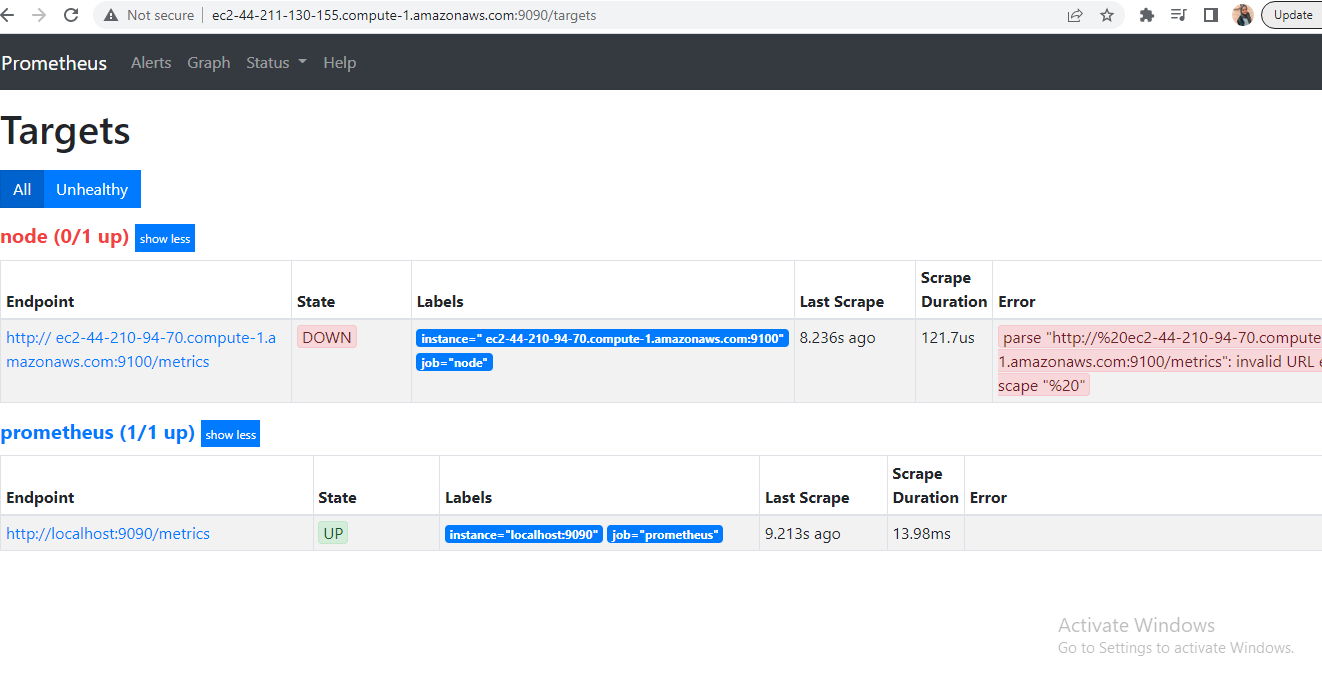 Not secure ec2-44-211-130-155.compute-1.amazonaws.com:9090/targets Update
Prometheus Alerts Graph Status Help
Targets
All Unhealthy
node (0/1 up) show less
Endpoint State Labels Last Scrape Scrape Duration Error
http:// ec2-44-210-94-70.compute-1.a
mazonaws.com:9100/metrics
DOWN
instance=" ec2-44-210-94-70.compute-1.amazonaws.com:9100"
job="node"
8.236s ago
121.7us
parse "http://%20ec2-44-210-94-70.compute
1.amazonaws.com:9100/metrics": invalid URL e
scape "%20"
prometheus (1/1 up) show less
Endpoint State Labels Last Scrape Scrape Duration Error
http://localhost:9090/metrics UP instance="localhost:9090" job="prometheus" 9.213s ago 13.98ms
Activate Windows
Go to Settings to activate Windows.